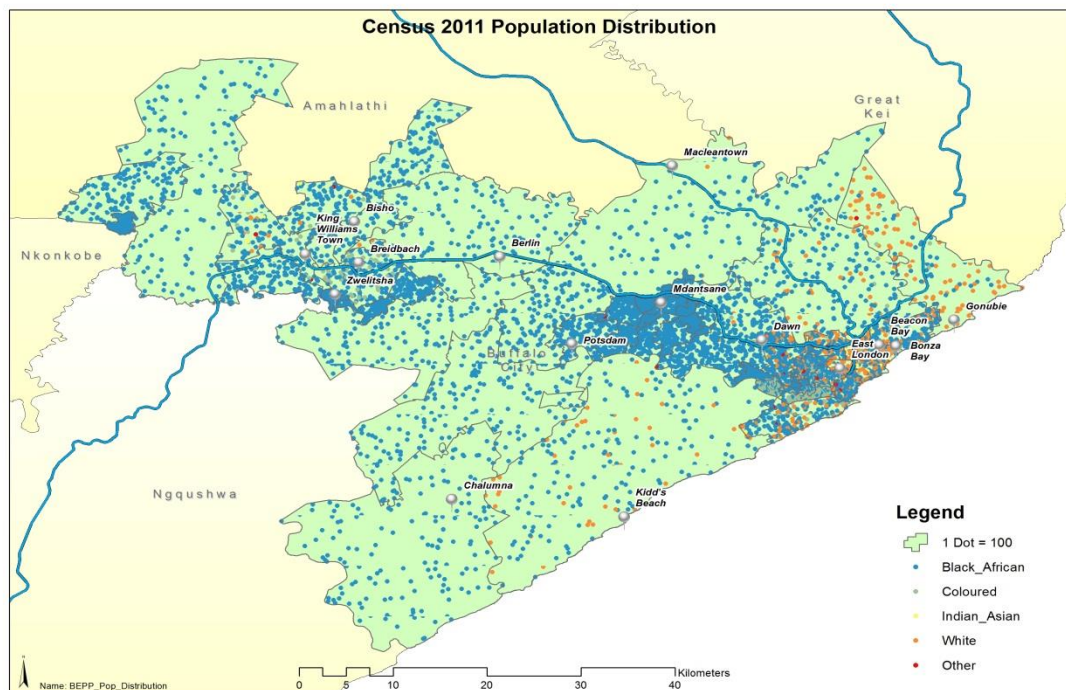 Census 2011 Population Distribution
Amahlathi
Great
Kei
Macleantown
Bisho
King
Williams
Town
Breidbach
Berlin
Nkonkobe
Zwelitsha
Mdantsane
Gonubie
Beacon
Bay
Dawn
East
London
Bonza
Bay
Potsdam
Buffalo
City
Ngqushwa
Chalumna
Kidd's
Beach
Legend
1 Dot = 100
Black_African
Coloured
Indian_Asian
White
Other
Kilometers
0 5 10 20 30 40
Name: BEPP_Pop_Distribution